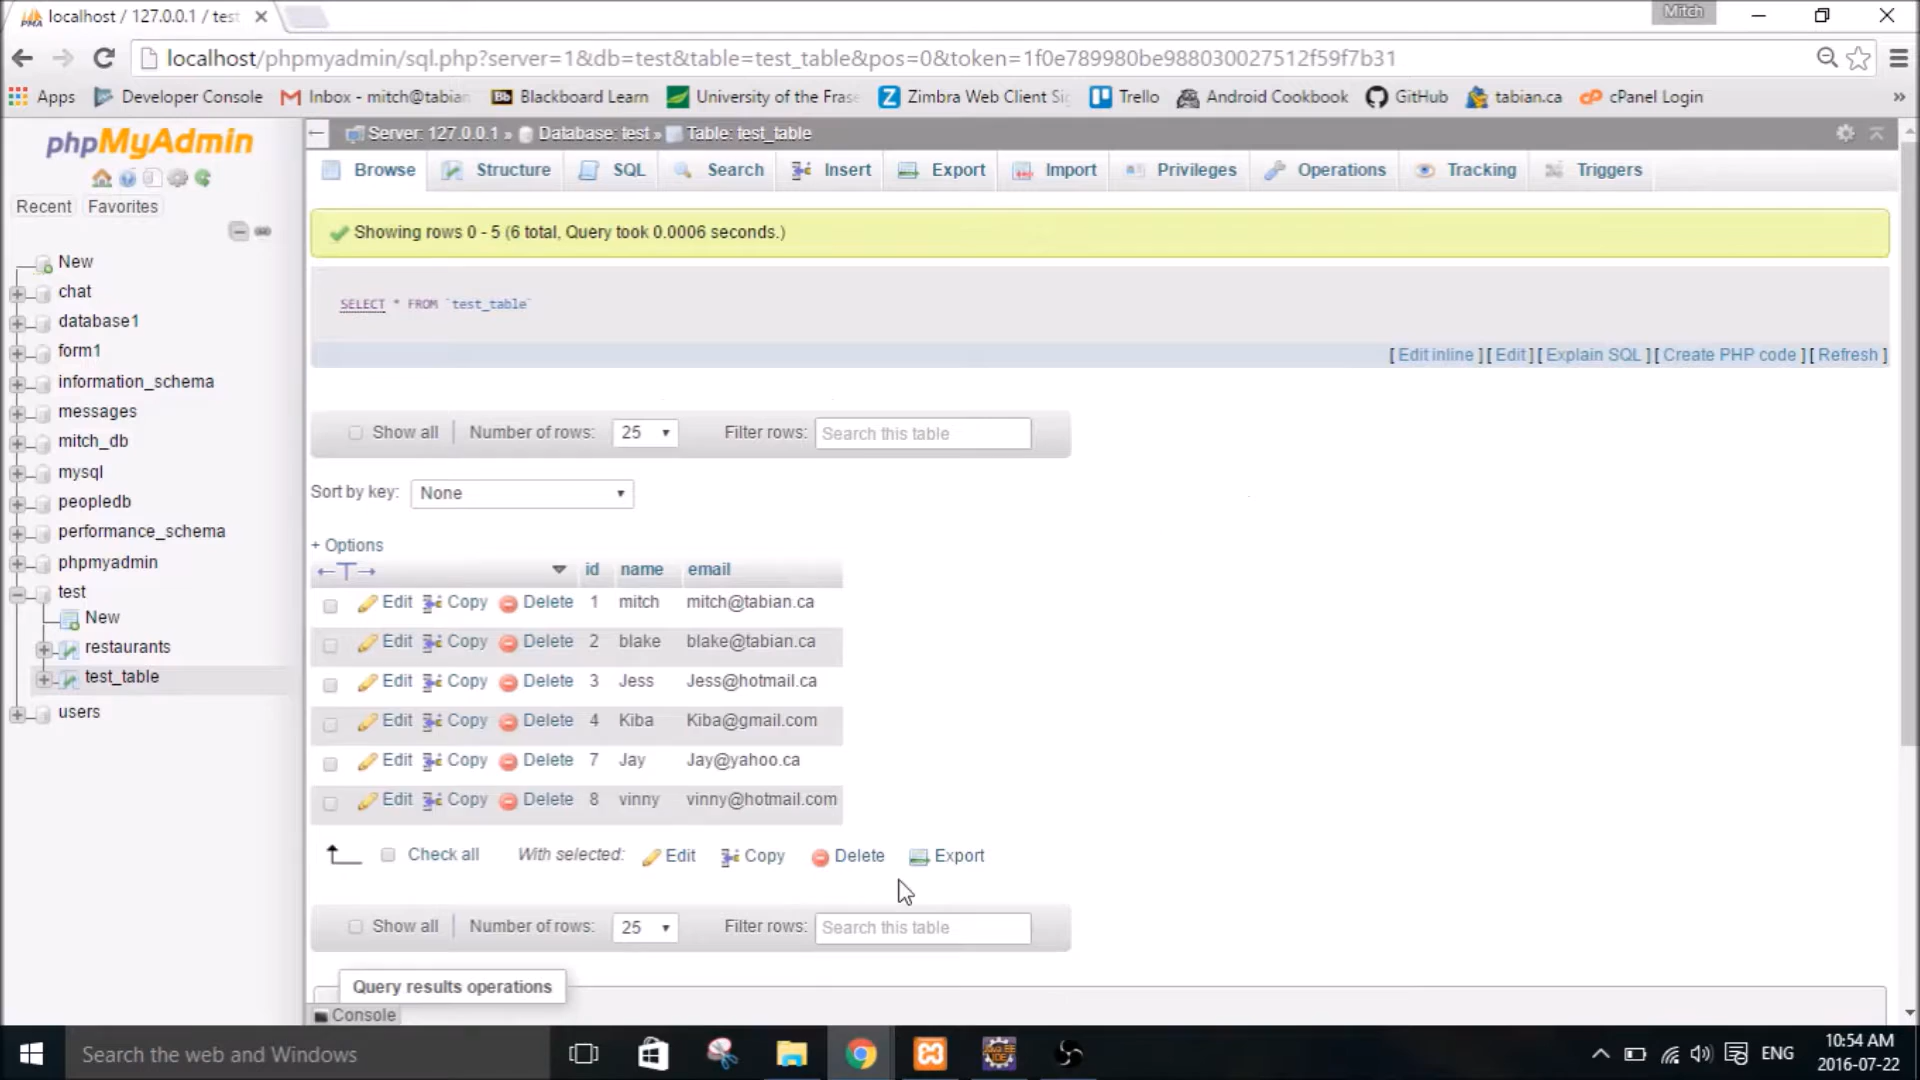 localhost / 127.0.0.1 / test
Mitch
localhost/phpmyadmin/sql.php?server=1&db=test&table=test_table&pos=0&token=1f0e789980be988030027512f59f7b31
Apps Developer Console Inbox - mitch@tabian Blackboard Learn University of the Frase Zimbra Web Client Sig Trello Android Cookbook GitHub tabian.ca cPanel Login »
phpMyAdmin
Recent Favorites
New
chat
database1
form1
information_schema
messages
mitch_db
mysql
peopledb
performance_schema
phpmyadmin
test
New
restaurants
test_table
users
Server: 127.0.0.1 » Database: test » Table: test_table
Browse Structure SQL Search Insert Export Import Privileges Operations Tracking Triggers
Showing rows 0 - 5 (6 total, Query took 0.0006 seconds.)
SELECT * FROM `test_table`
[ Edit inline ] [ Edit ] [ Explain SQL ] [ Create PHP code ] [ Refresh ]
Show all Number of rows: 25 Filter rows: Search this table
Sort by key: None
+ Options
←T→ id name email
Edit Copy Delete 1 mitch mitch@tabian.ca
Edit Copy Delete 2 blake blake@tabian.ca
Edit Copy Delete 3 Jess Jess@hotmail.ca
Edit Copy Delete 4 Kiba Kiba@gmail.com
Edit Copy Delete 7 Jay Jay@yahoo.ca
Edit Copy Delete 8 vinny vinny@hotmail.com
Check all With selected: Edit Copy Delete Export
Show all Number of rows: 25 Filter rows: Search this table
Query results operations
Console
Search the web and Windows
ENG
10:54 AM
2016-07-22